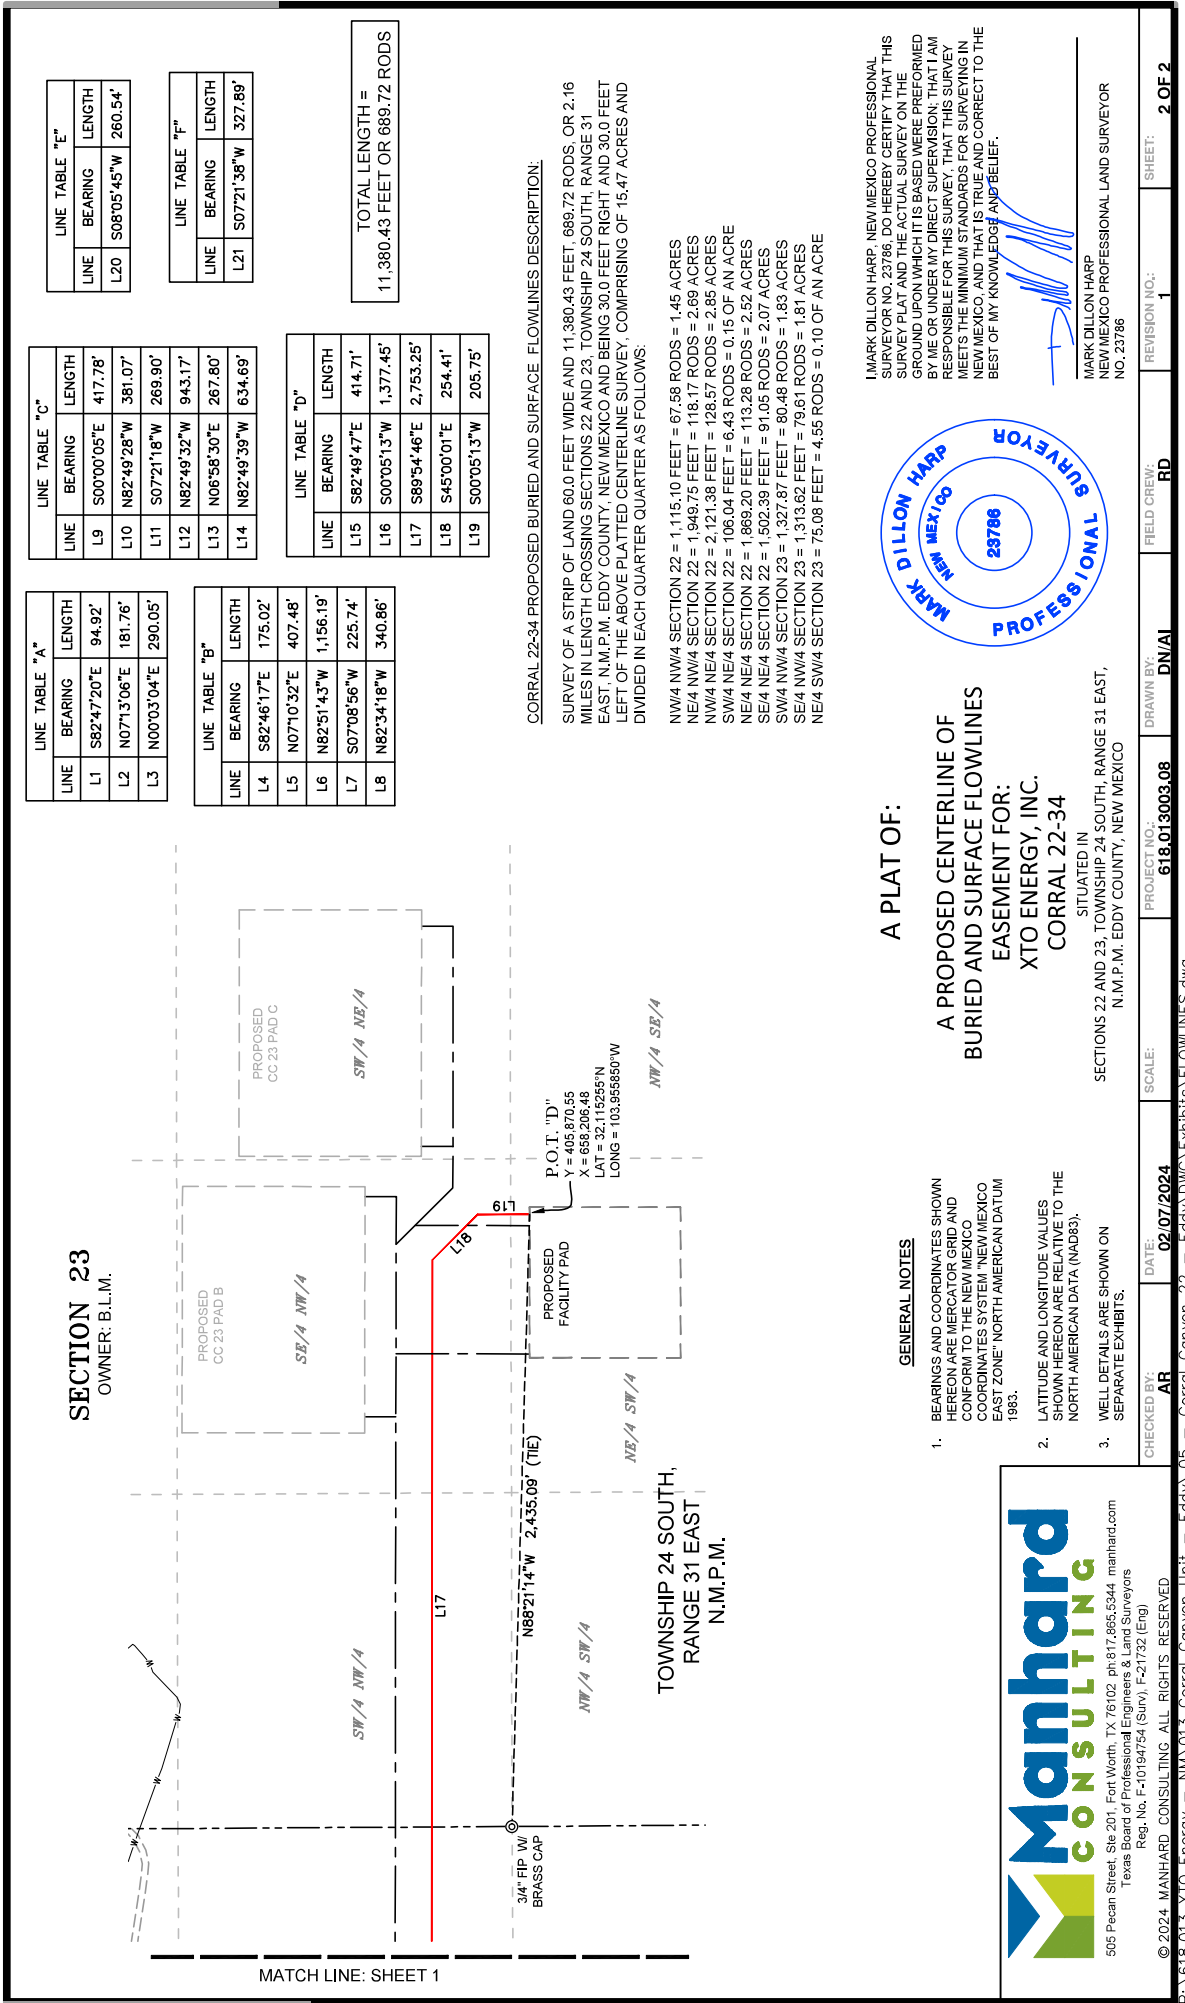 SECTION 23
OWNER: B.L.M.
PROPOSED
CC 23 PAD B
SE/4 NW/4
PROPOSED
CC 23 PAD C
SW/4 NE/4
SW/4 NW/4
W
W
W
W
W
L17
L18
L19
N88°21'14"W 2,435.09' (TIE)
3/4" FIP W/
BRASS CAP
PROPOSED
FACILITY PAD
P.O.T. "D"
Y = 405,870.55
X = 658,206.48
LAT = 32.115255°N
LONG = 103.955850°W
NW/4 SW/4
NE/4 SW/4
NW/4 SE/4
TOWNSHIP 24 SOUTH,
RANGE 31 EAST
N.M.P.M.
MATCH LINE: SHEET 1
LINE TABLE "A"
LINE BEARING LENGTH
L1 S82°47'20"E 94.92'
L2 N07°13'06"E 181.76'
L3 N00°03'04"E 290.05'
LINE TABLE "B"
LINE BEARING LENGTH
L4 S82°46'17"E 175.02'
L5 N07°10'32"E 407.48'
L6 N82°51'43"W 1,156.19'
L7 S07°08'56"W 225.74'
L8 N82°34'18"W 340.86'
LINE TABLE "C"
LINE BEARING LENGTH
L9 S00°00'05"E 417.78'
L10 N82°49'28"W 381.07'
L11 S07°21'18"W 269.90'
L12 N82°49'32"W 943.17'
L13 N06°58'30"E 267.80'
L14 N82°49'39"W 634.69'
LINE TABLE "D"
LINE BEARING LENGTH
L15 S82°49'47"E 414.71'
L16 S00°05'13"W 1,377.45'
L17 S89°54'46"E 2,753.25'
L18 S45°00'01"E 254.41'
L19 S00°05'13"W 205.75'
LINE TABLE "E"
LINE BEARING LENGTH
L20 S08°05'45"W 260.54'
LINE TABLE "F"
LINE BEARING LENGTH
L21 S07°21'38"W 327.89'
TOTAL LENGTH =
11,380.43 FEET OR 689.72 RODS
CORRAL 22-34 PROPOSED BURIED AND SURFACE FLOWLINES DESCRIPTION:
SURVEY OF A STRIP OF LAND 60.0 FEET WIDE AND 11,380.43 FEET, 689.72 RODS, OR 2.16
MILES IN LENGTH CROSSING SECTIONS 22 AND 23, TOWNSHIP 24 SOUTH, RANGE 31
EAST, N.M.P.M. EDDY COUNTY, NEW MEXICO AND BEING 30.0 FEET RIGHT AND 30.0 FEET
LEFT OF THE ABOVE PLATTED CENTERLINE SURVEY, COMPRISING OF 15.47 ACRES AND
DIVIDED IN EACH QUARTER QUARTER AS FOLLOWS:
NW/4 NW/4 SECTION 22 = 1,115.10 FEET = 67.58 RODS = 1.45 ACRES
NE/4 NW/4 SECTION 22 = 1,949.75 FEET = 118.17 RODS = 2.69 ACRES
NW/4 NE/4 SECTION 22 = 2,121.38 FEET = 128.57 RODS = 2.85 ACRES
SW/4 NE/4 SECTION 22 = 106.04 FEET = 6.43 RODS = 0.15 OF AN ACRE
NE/4 NE/4 SECTION 22 = 1,869.20 FEET = 113.28 RODS = 2.52 ACRES
SE/4 NE/4 SECTION 22 = 1,502.39 FEET = 91.05 RODS = 2.07 ACRES
SW/4 NW/4 SECTION 23 = 1,327.87 FEET = 80.48 RODS = 1.83 ACRES
SE/4 NW/4 SECTION 23 = 1,313.62 FEET = 79.61 RODS = 1.81 ACRES
NE/4 SW/4 SECTION 23 = 75.08 FEET = 4.55 RODS = 0.10 OF AN ACRE
GENERAL NOTES
1. BEARINGS AND COORDINATES SHOWN
HEREON ARE MERCATOR GRID AND
CONFORM TO THE NEW MEXICO
COORDINATES SYSTEM "NEW MEXICO
EAST ZONE" NORTH AMERICAN DATUM
1983.
2. LATITUDE AND LONGITUDE VALUES
SHOWN HEREON ARE RELATIVE TO THE
NORTH AMERICAN DATA (NAD83).
3. WELL DETAILS ARE SHOWN ON
SEPARATE EXHIBITS.
A PLAT OF:
A PROPOSED CENTERLINE OF
BURIED AND SURFACE FLOWLINES
EASEMENT FOR:
XTO ENERGY, INC.
CORRAL 22-34
SITUATED IN
SECTIONS 22 AND 23, TOWNSHIP 24 SOUTH, RANGE 31 EAST,
N.M.P.M. EDDY COUNTY, NEW MEXICO
MARK DILLON HARP
NEW MEXICO
23786
PROFESSIONAL SURVEYOR
I,MARK DILLON HARP, NEW MEXICO PROFESSIONAL
SURVEYOR NO. 23786, DO HEREBY CERTIFY THAT THIS
SURVEY PLAT AND THE ACTUAL SURVEY ON THE
GROUND UPON WHICH IT IS BASED WERE PREFORMED
BY ME OR UNDER MY DIRECT SUPERVISION; THAT I AM
RESPONSIBLE FOR THIS SURVEY, THAT THIS SURVEY
MEETS THE MINIMUM STANDARDS FOR SURVEYING IN
NEW MEXICO, AND THAT IS TRUE AND CORRECT TO THE
BEST OF MY KNOWLEDGE AND BELIEF.
MARK DILLON HARP
NEW MEXICO PROFESSIONAL LAND SURVEYOR
NO. 23786
Manhard
CONSULTING
505 Pecan Street, Ste 201, Fort Worth, TX 76102 ph:817.865.5344 manhard.com
Texas Board of Professional Engineers & Land Surveyors
Reg. No. F-10194754 (Surv), F-21732 (Eng)
© 2024 MANHARD CONSULTING ALL RIGHTS RESERVED
CHECKED BY: AR
DATE: 02/07/2024
SCALE:
PROJECT NO.: 618.013003.08
DRAWN BY: DN/AI
FIELD CREW: RD
REVISION NO.: 1
SHEET: 2 OF 2